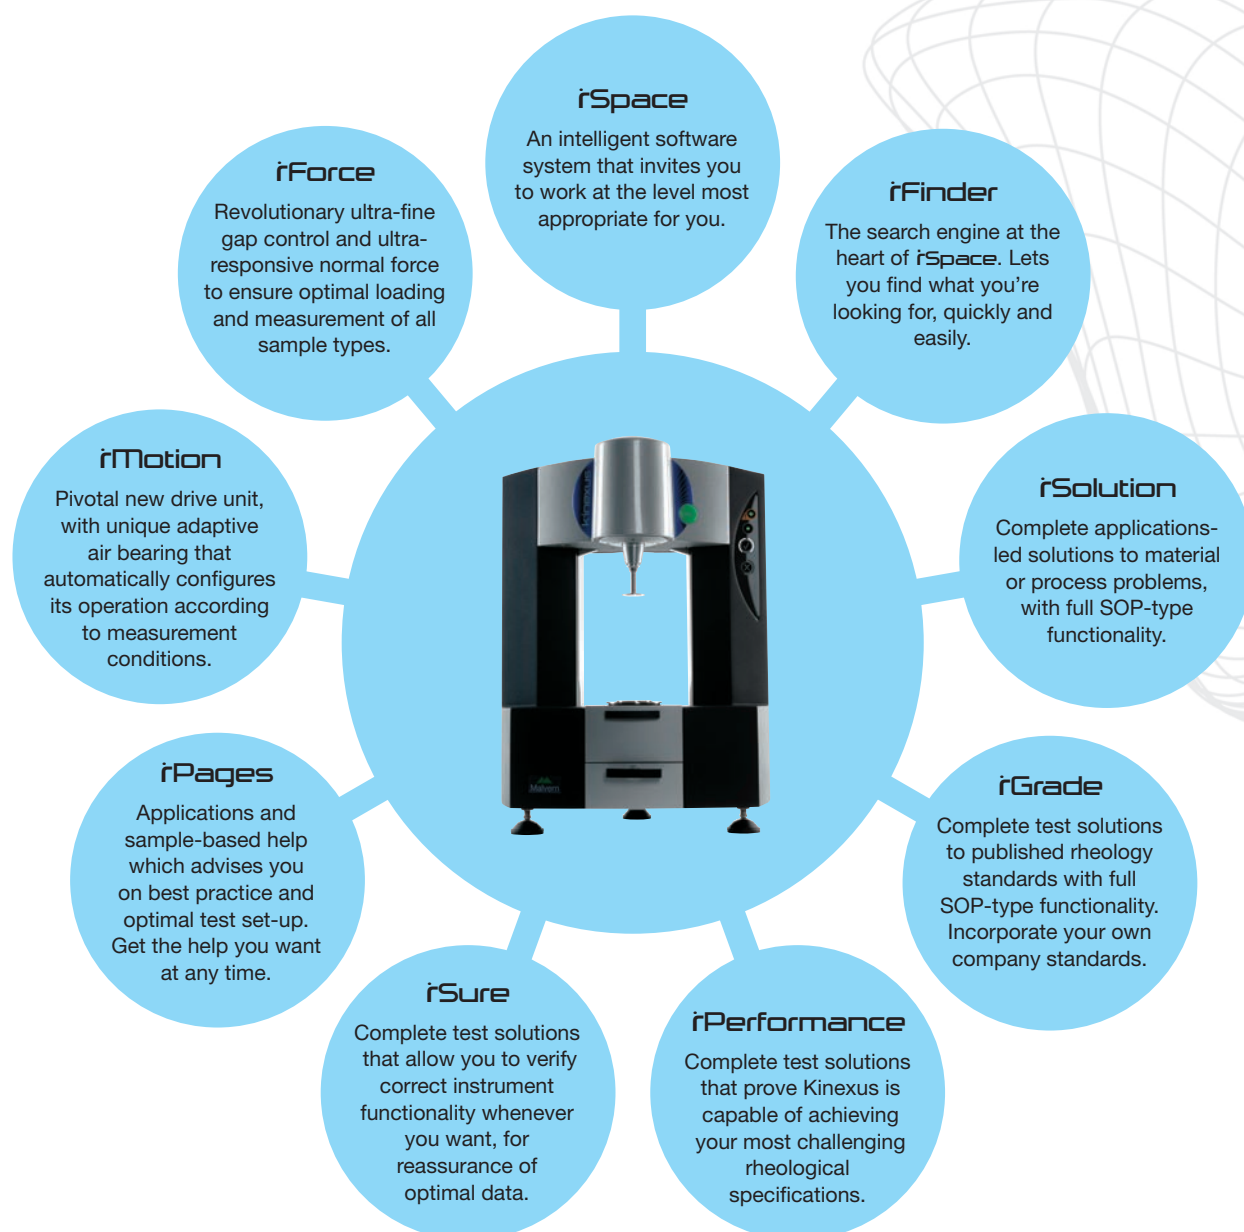 rSpace
An intelligent software
system that invites you
to work at the level most
appropriate for you.
rFinder
The search engine at the
heart of rSpace. Lets
you find what you're
looking for, quickly and
easily.
rSolution
Complete applications-
led solutions to material
or process problems,
with full SOP-type
functionality.
rGrade
Complete test solutions
to published rheology
standards with full
SOP-type functionality.
Incorporate your own
company standards.
rPerformance
Complete test solutions
that prove Kinexus is
capable of achieving
your most challenging
rheological
specifications.
rSure
Complete test solutions
that allow you to verify
correct instrument
functionality whenever
you want, for
reassurance of
optimal data.
rPages
Applications and
sample-based help
which advises you
on best practice and
optimal test set-up.
Get the help you want
at any time.
rMotion
Pivotal new drive unit,
with unique adaptive
air bearing that
automatically configures
its operation according
to measurement
conditions.
rForce
Revolutionary ultra-fine
gap control and ultra-
responsive normal force
to ensure optimal loading
and measurement of all
sample types.
kinexus
Malvern